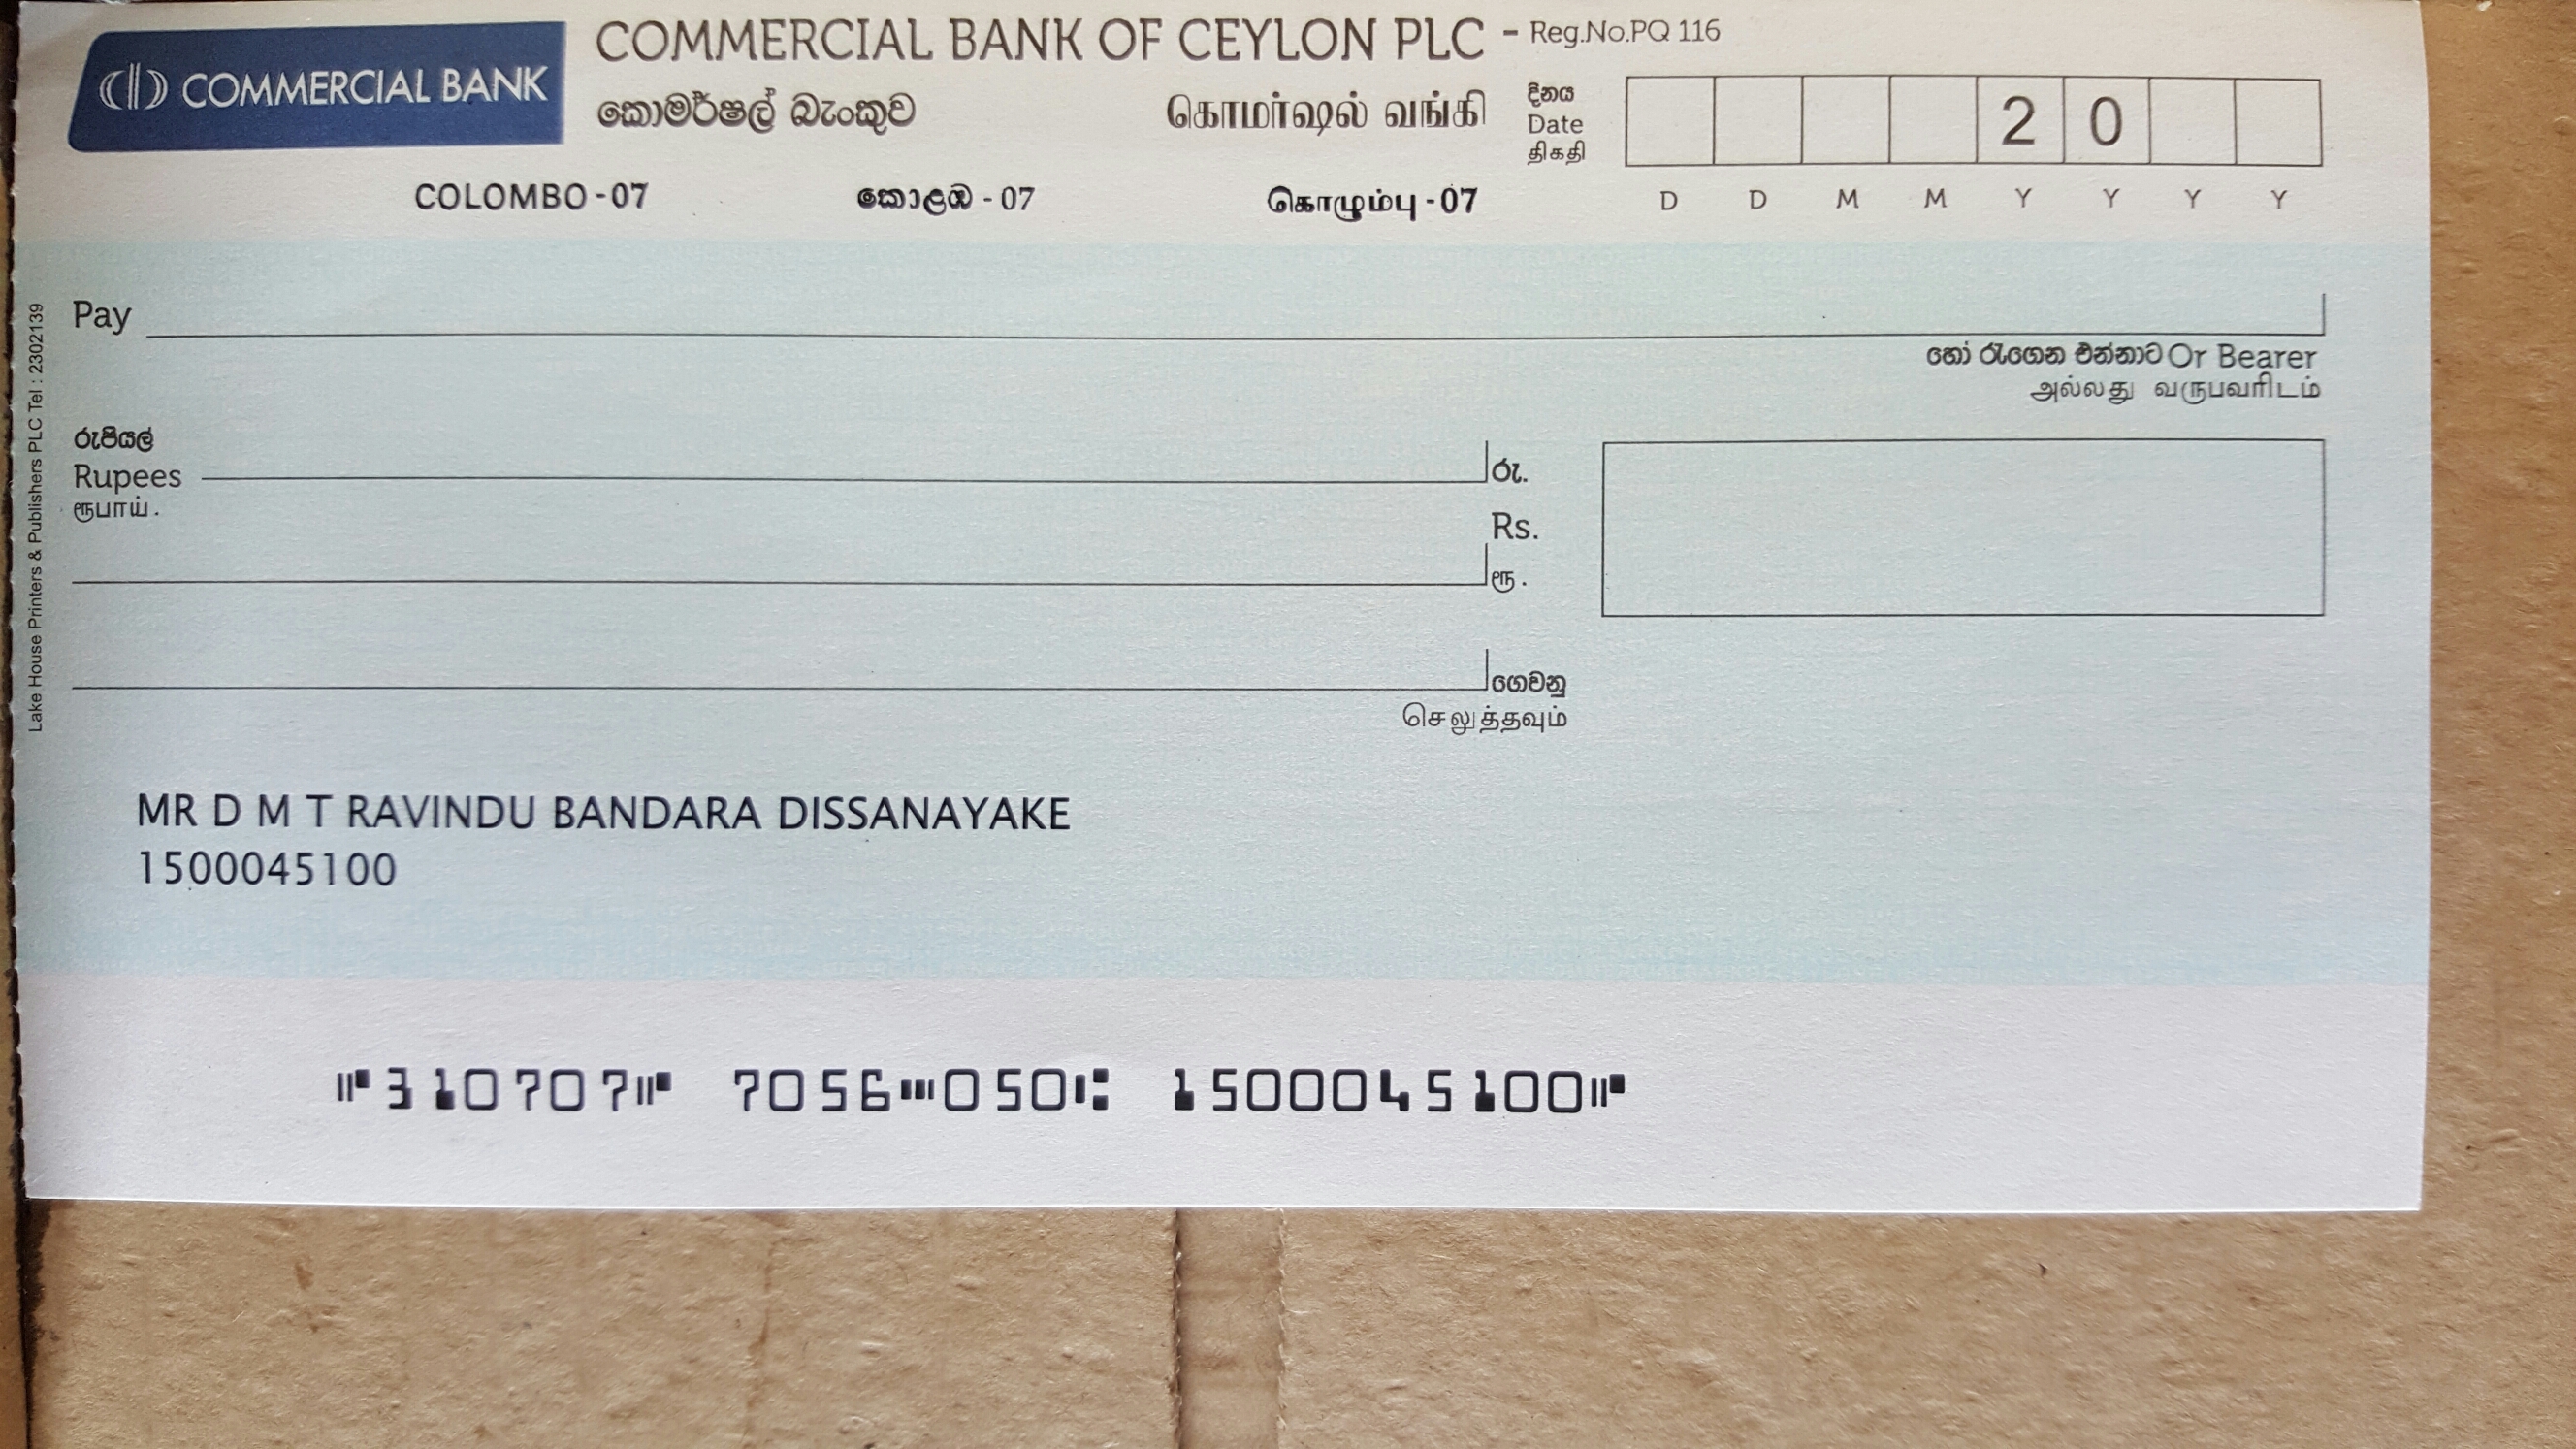 COMMERCIAL BANK
COMMERCIAL BANK OF CEYLON PLC - Reg.No.PQ 116
කොමර්ෂල් බැංකුව
கொமர்ஷல் வங்கி
දිනය
Date
திகதி
2 0
D D M M Y Y Y Y
COLOMBO - 07
කොළඹ - 07
கொழும்பு - 07
Pay
හෝ රැගෙන එන්නාට Or Bearer
அல்லது வருபவரிடம்
රුපියල්
Rupees
ரூபாய்.
රු.
Rs.
ரூ.
ගෙවනු
செலுத்தவும்
MR D M T RAVINDU BANDARA DISSANAYAKE
1500045100
⑈310707⑈ 7056⑉050⑆ 1500045100⑈
Lake House Printers & Publishers PLC Tel : 2302139